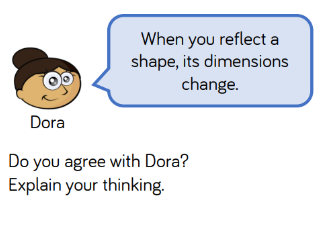 When you reflect a
shape, its dimensions
change.
Dora
Do you agree with Dora?
Explain your thinking.